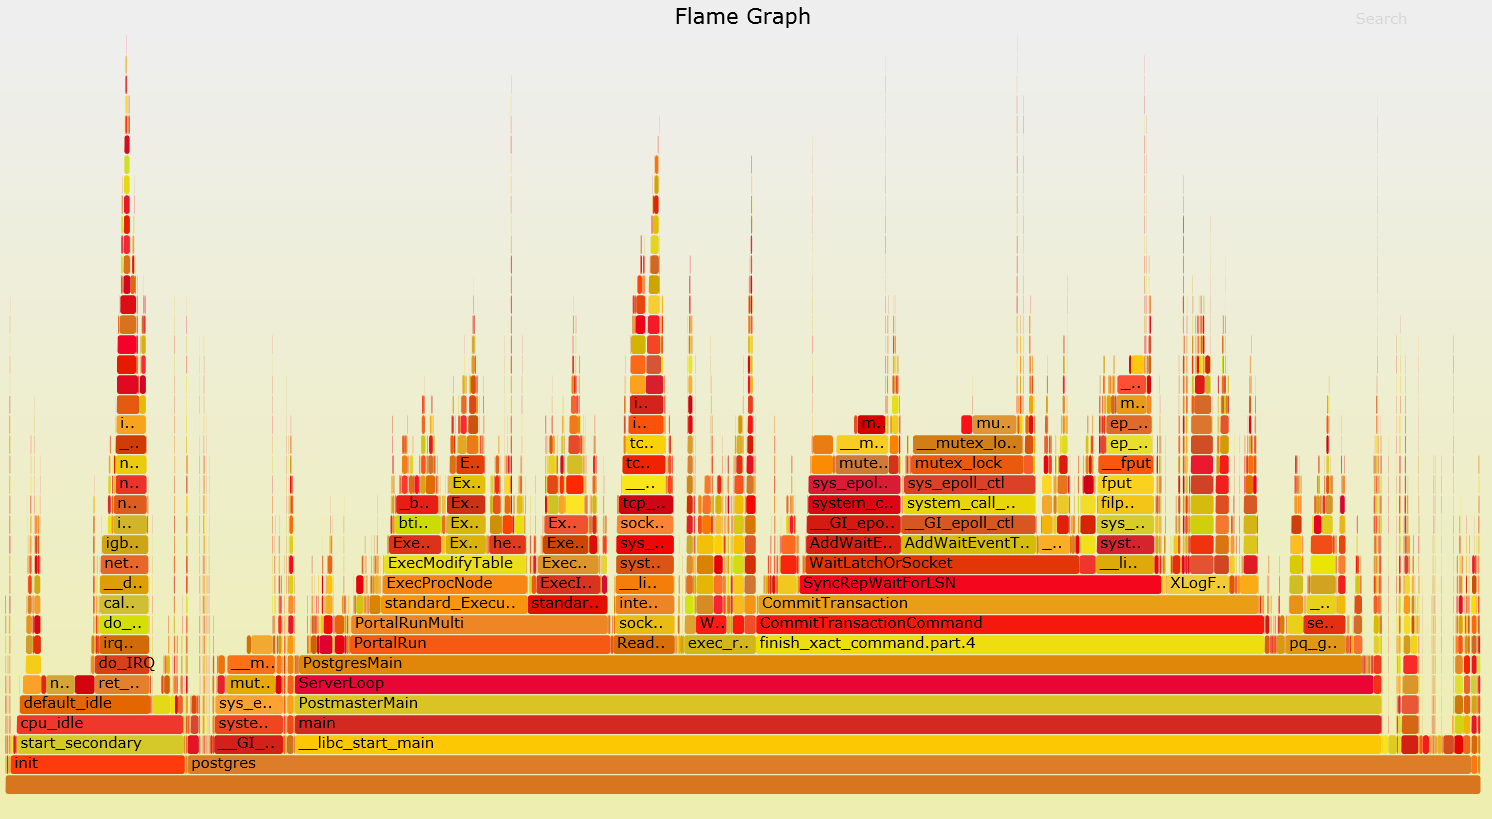 Flame Graph
Search
i.. i.. m.. ep_..
_.. tc.. __m.. __mutex_lo.. ep_..
n.. E.. tc.. mute.. mutex_lock __fput
n.. Ex.. __.. sys_epol.. sys_epoll_ctl fput
n.. _b.. Ex.. tcp_.. system_c.. system_call_.. filp..
i.. bti.. Ex.. Ex.. sock.. __GI_epo.. __GI_epoll_ctl sys_..
igb.. Exe.. Ex.. he.. Exe.. sys_.. AddWaitE.. AddWaitEventT.. _.. syst..
net.. ExecModifyTable Exec.. syst.. WaitLatchOrSocket __li..
__d.. ExecProcNode ExecI.. __li.. SyncRepWaitForLSN XLogF..
cal.. standard_Execu.. standar.. inte.. CommitTransaction _..
do_.. PortalRunMulti sock.. W.. CommitTransactionCommand se..
irq.. PortalRun Read.. exec_r.. finish_xact_command.part.4 pq_g..
do_IRQ __m.. PostgresMain
n.. ret_.. mut.. ServerLoop
default_idle sys_e.. PostmasterMain
cpu_idle syste.. main
start_secondary __GI_.. __libc_start_main
init postgres